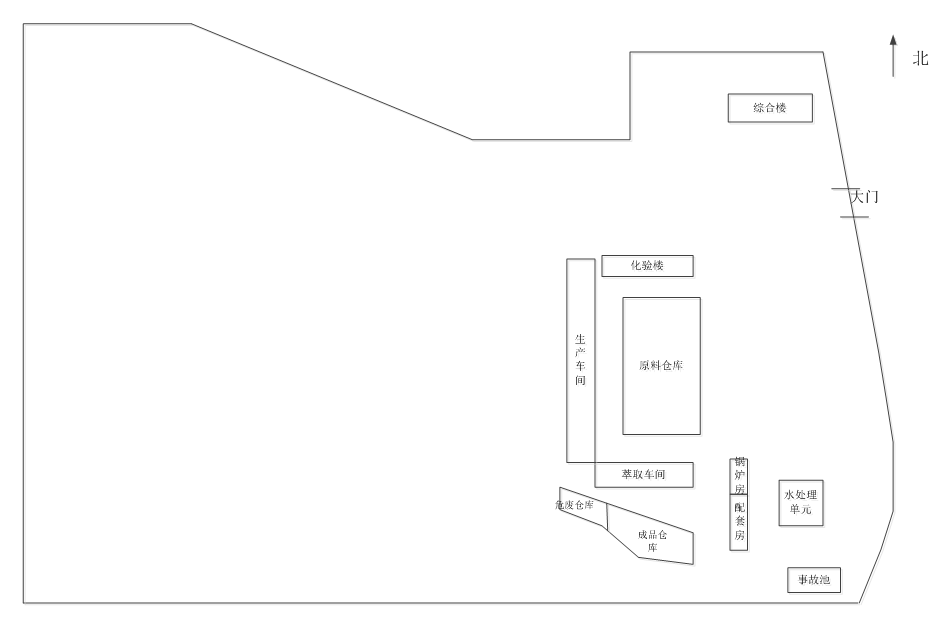 北
综合楼
大门
化验楼
生
产
车
间
原料仓库
萃取车间
锅
炉
房
危废仓库
配
套
房
水处理
单元
成品仓
库
事故池